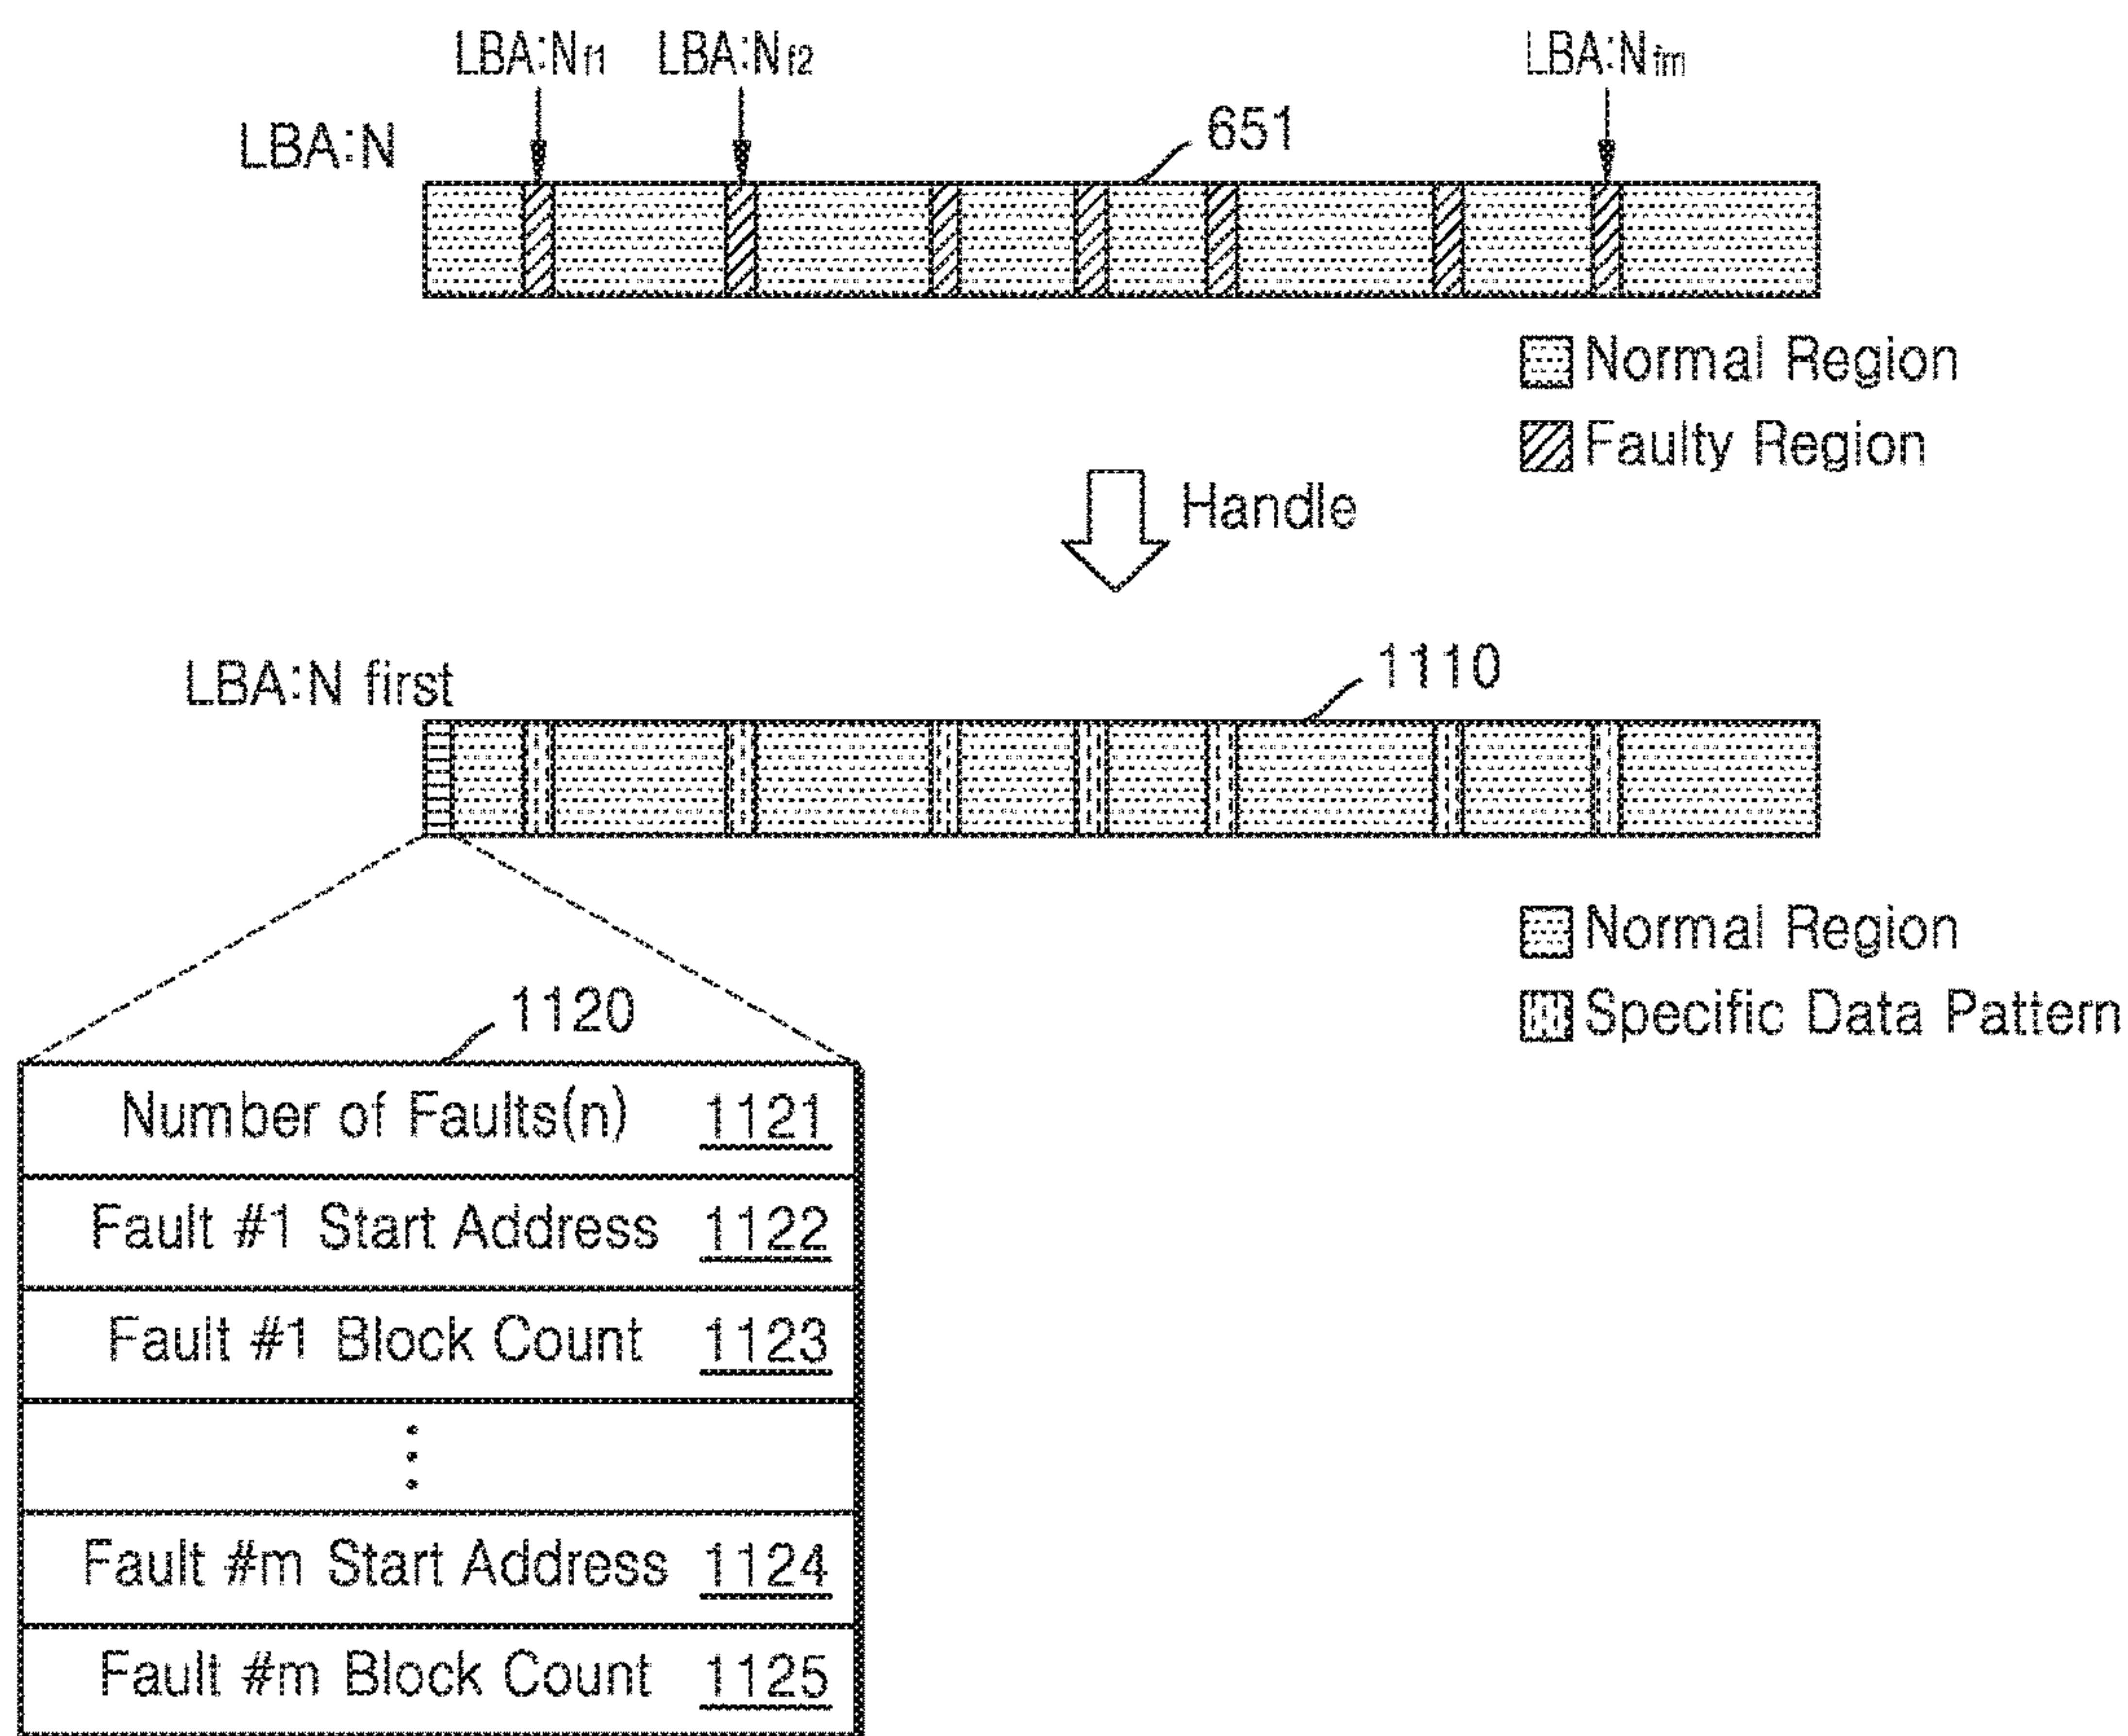 LBA:Nf1 LBA:Nf2 LBA:Nfm
LBA:N
651
Normal Region
Faulty Region
Handle
LBA:N first
1110
Normal Region
Specific Data Pattern
1120
Number of Faults(n) 1121
Fault #1 Start Address 1122
Fault #1 Block Count 1123
⋮
Fault #m Start Address 1124
Fault #m Block Count 1125